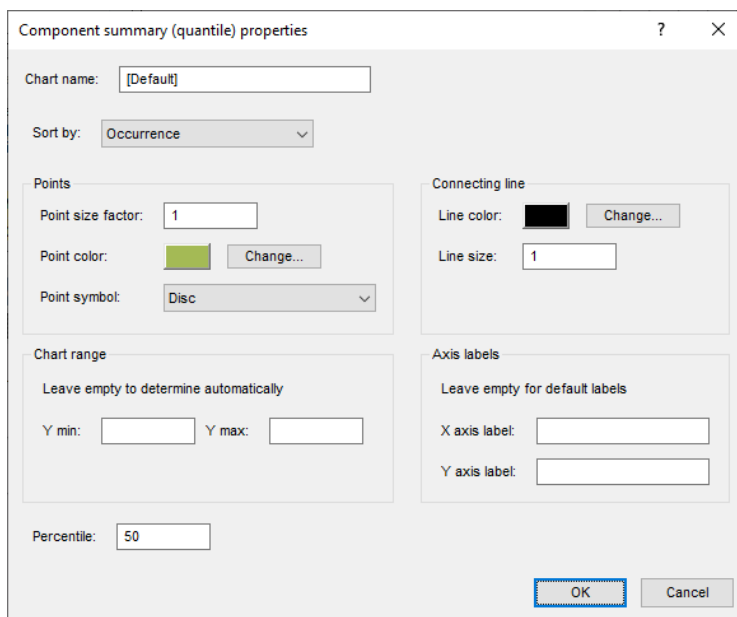 Component summary (quantile) properties ?
Chart name: [Default]
Sort by: Occurrence
Points
Point size factor: 1
Point color: Change...
Point symbol: Disc
Connecting line
Line color: Change...
Line size: 1
Chart range
Leave empty to determine automatically
Y min: Y max:
Axis labels
Leave empty for default labels
X axis label:
Y axis label:
Percentile: 50
OK Cancel